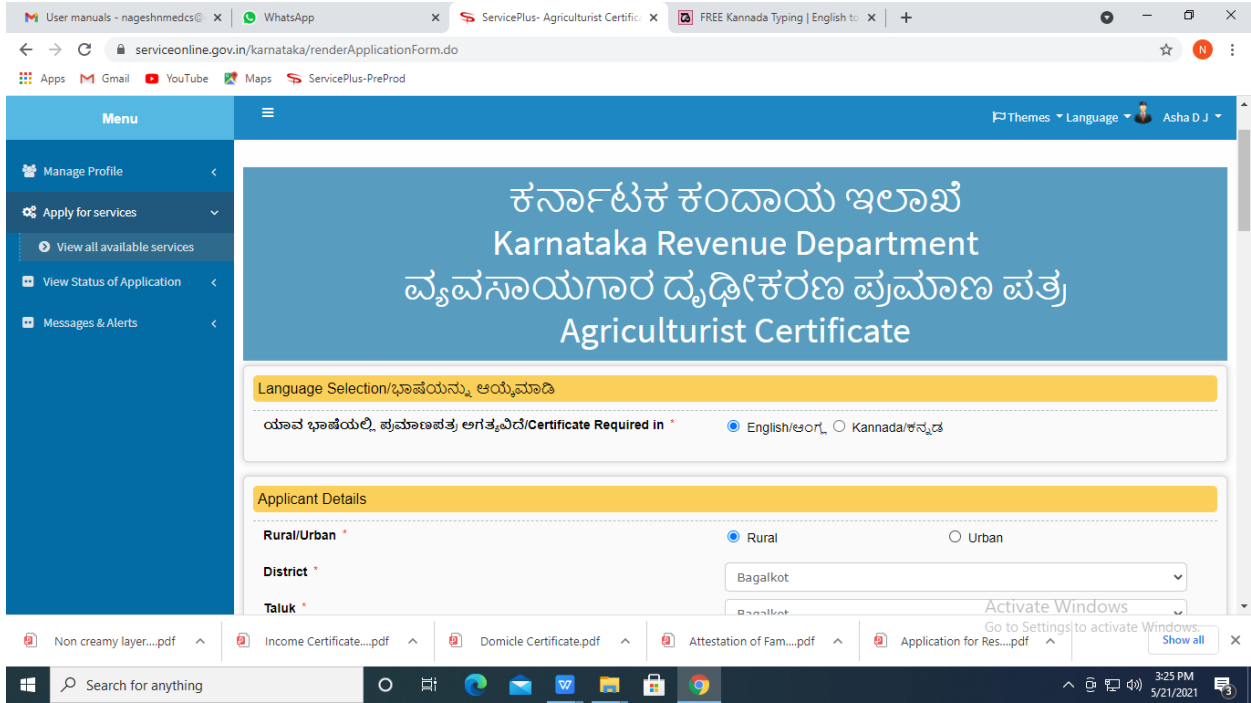 User manuals - nageshnmedcs@
WhatsApp
ServicePlus- Agriculturist Certific
FREE Kannada Typing | English to
serviceonline.gov.in/karnataka/renderApplicationForm.do
N
Apps Gmail YouTube Maps ServicePlus-PreProd
Menu
Themes Language Asha D J
Manage Profile
Apply for services
View all available services
View Status of Application
Messages & Alerts
ಕರ್ನಾಟಕ ಕಂದಾಯ ಇಲಾಖೆ
Karnataka Revenue Department
ವ್ಯವಸಾಯಗಾರ ದೃಢೀಕರಣ ಪ್ರಮಾಣ ಪತ್ರ
Agriculturist Certificate
Language Selection/ಭಾಷೆಯನ್ನು ಆಯ್ಕೆಮಾಡಿ
ಯಾವ ಭಾಷೆಯಲ್ಲಿ ಪ್ರಮಾಣಪತ್ರ ಅಗತ್ಯವಿದೆ/Certificate Required in *
English/ಆಂಗ್ಲ Kannada/ಕನ್ನಡ
Applicant Details
Rural/Urban * Rural Urban
District * Bagalkot
Taluk * Bagalkot
Activate Windows
Go to Settings to activate Windows.
Non creamy layer....pdf Income Certificate....pdf Domicle Certificate.pdf Attestation of Fam....pdf Application for Res....pdf Show all
Search for anything
3:25 PM
5/21/2021
3